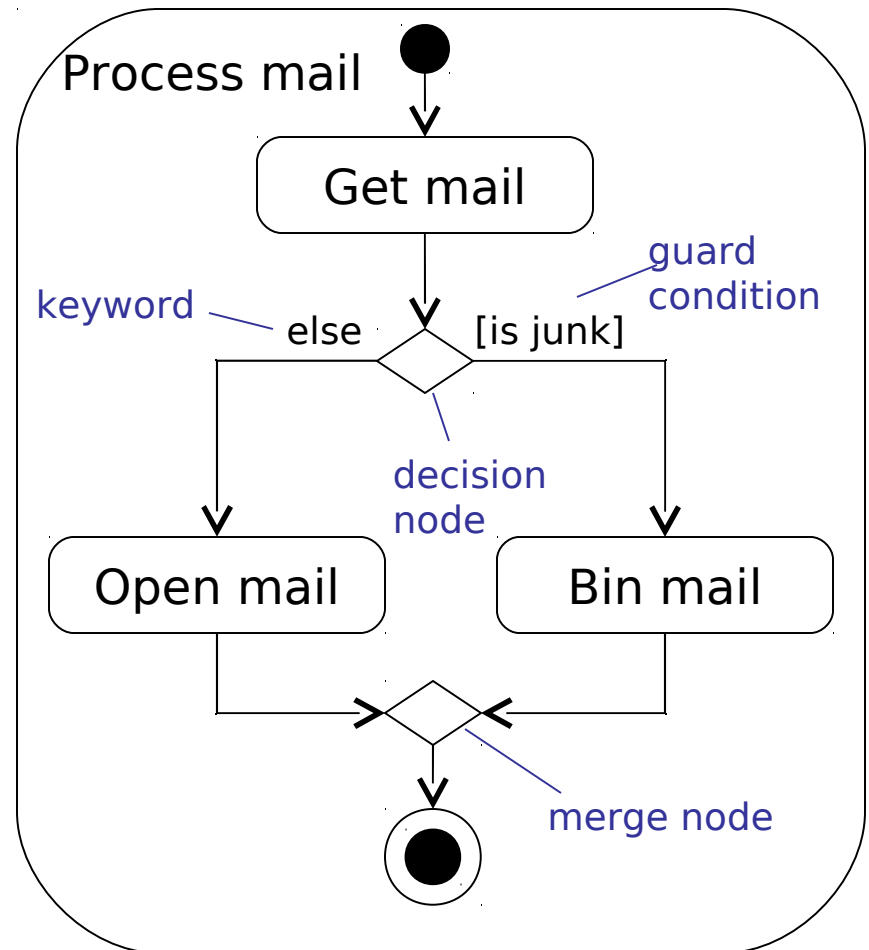 Process mail
Get mail
guard
condition
keyword
else
[is junk]
decision
node
Open mail
Bin mail
merge node